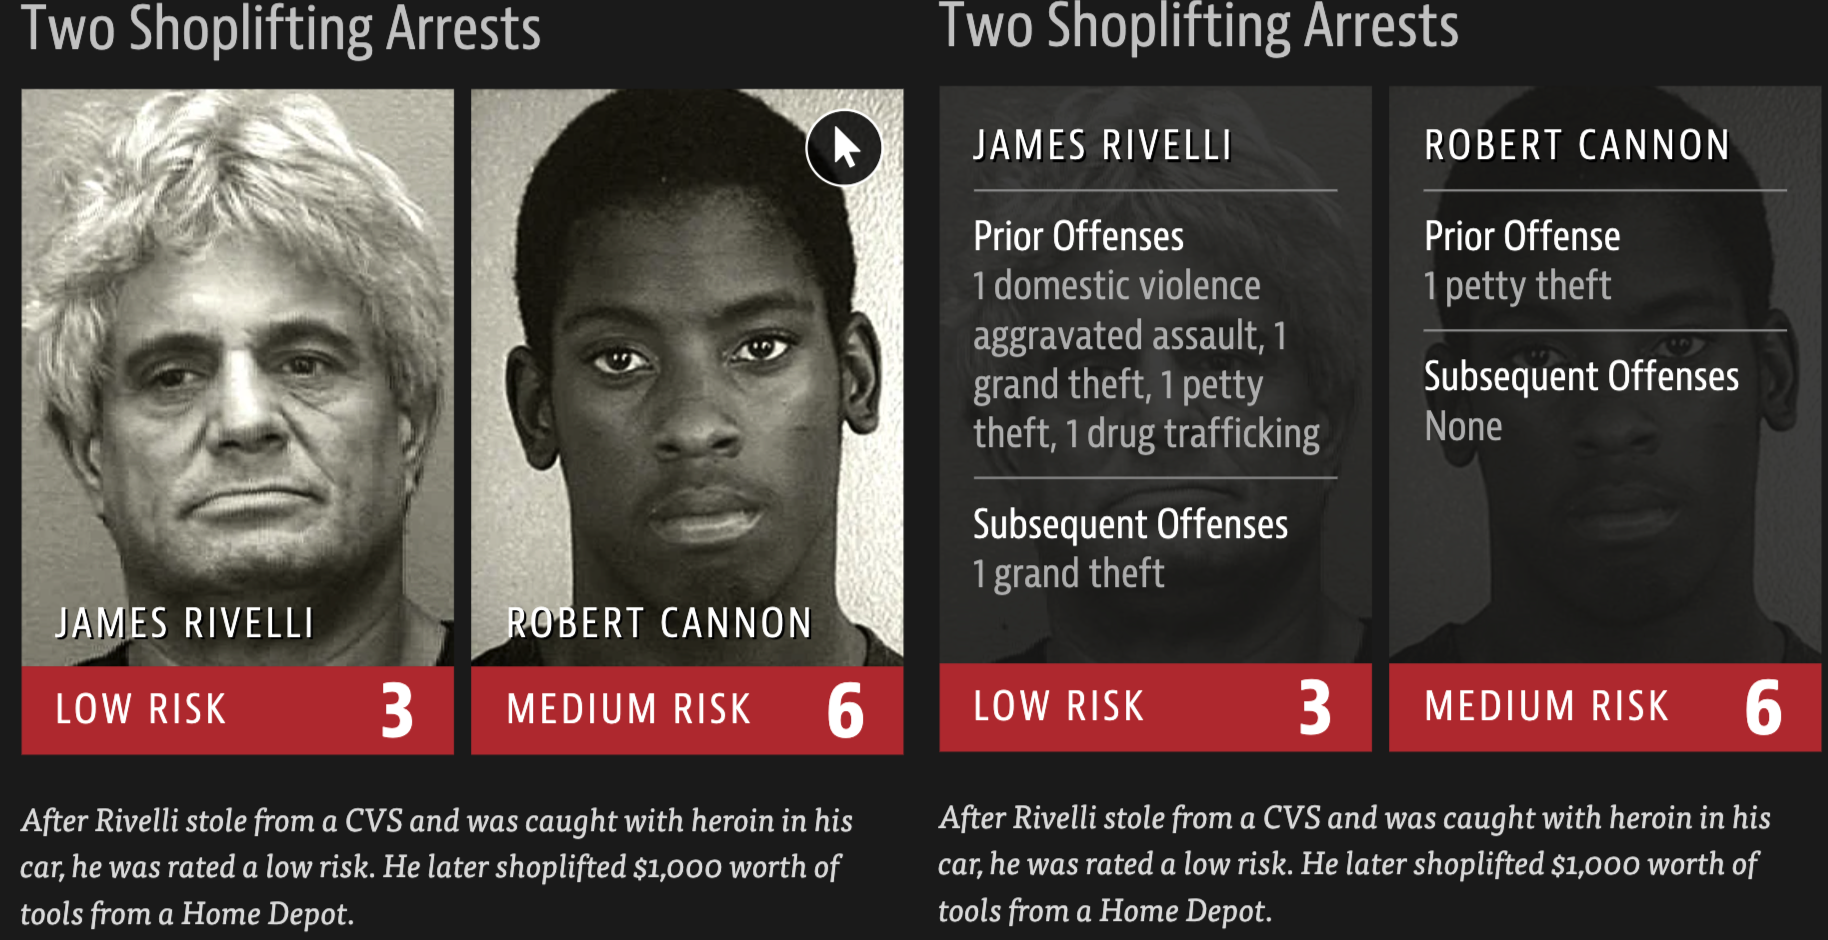 Two Shoplifting Arrests
JAMES RIVELLI
LOW RISK 3
ROBERT CANNON
MEDIUM RISK 6
After Rivelli stole from a CVS and was caught with heroin in his
car, he was rated a low risk. He later shoplifted $1,000 worth of
tools from a Home Depot.
Two Shoplifting Arrests
JAMES RIVELLI
Prior Offenses
1 domestic violence
aggravated assault, 1
grand theft, 1 petty
theft, 1 drug trafficking
Subsequent Offenses
1 grand theft
LOW RISK 3
ROBERT CANNON
Prior Offense
1 petty theft
Subsequent Offenses
None
MEDIUM RISK 6
After Rivelli stole from a CVS and was caught with heroin in his
car, he was rated a low risk. He later shoplifted $1,000 worth of
tools from a Home Depot.